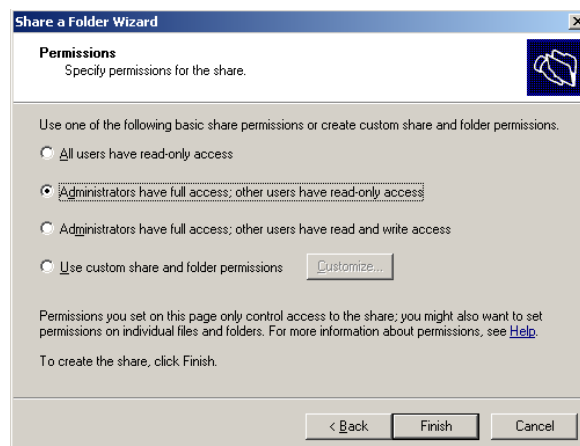 Share a Folder Wizard
Permissions
Specify permissions for the share.
Use one of the following basic share permissions or create custom share and folder permissions.
All users have read-only access
Administrators have full access; other users have read-only access
Administrators have full access; other users have read and write access
Use custom share and folder permissions
Customize...
Permissions you set on this page only control access to the share; you might also want to set
permissions on individual files and folders. For more information about permissions, see Help.
To create the share, click Finish.
< Back
Finish
Cancel